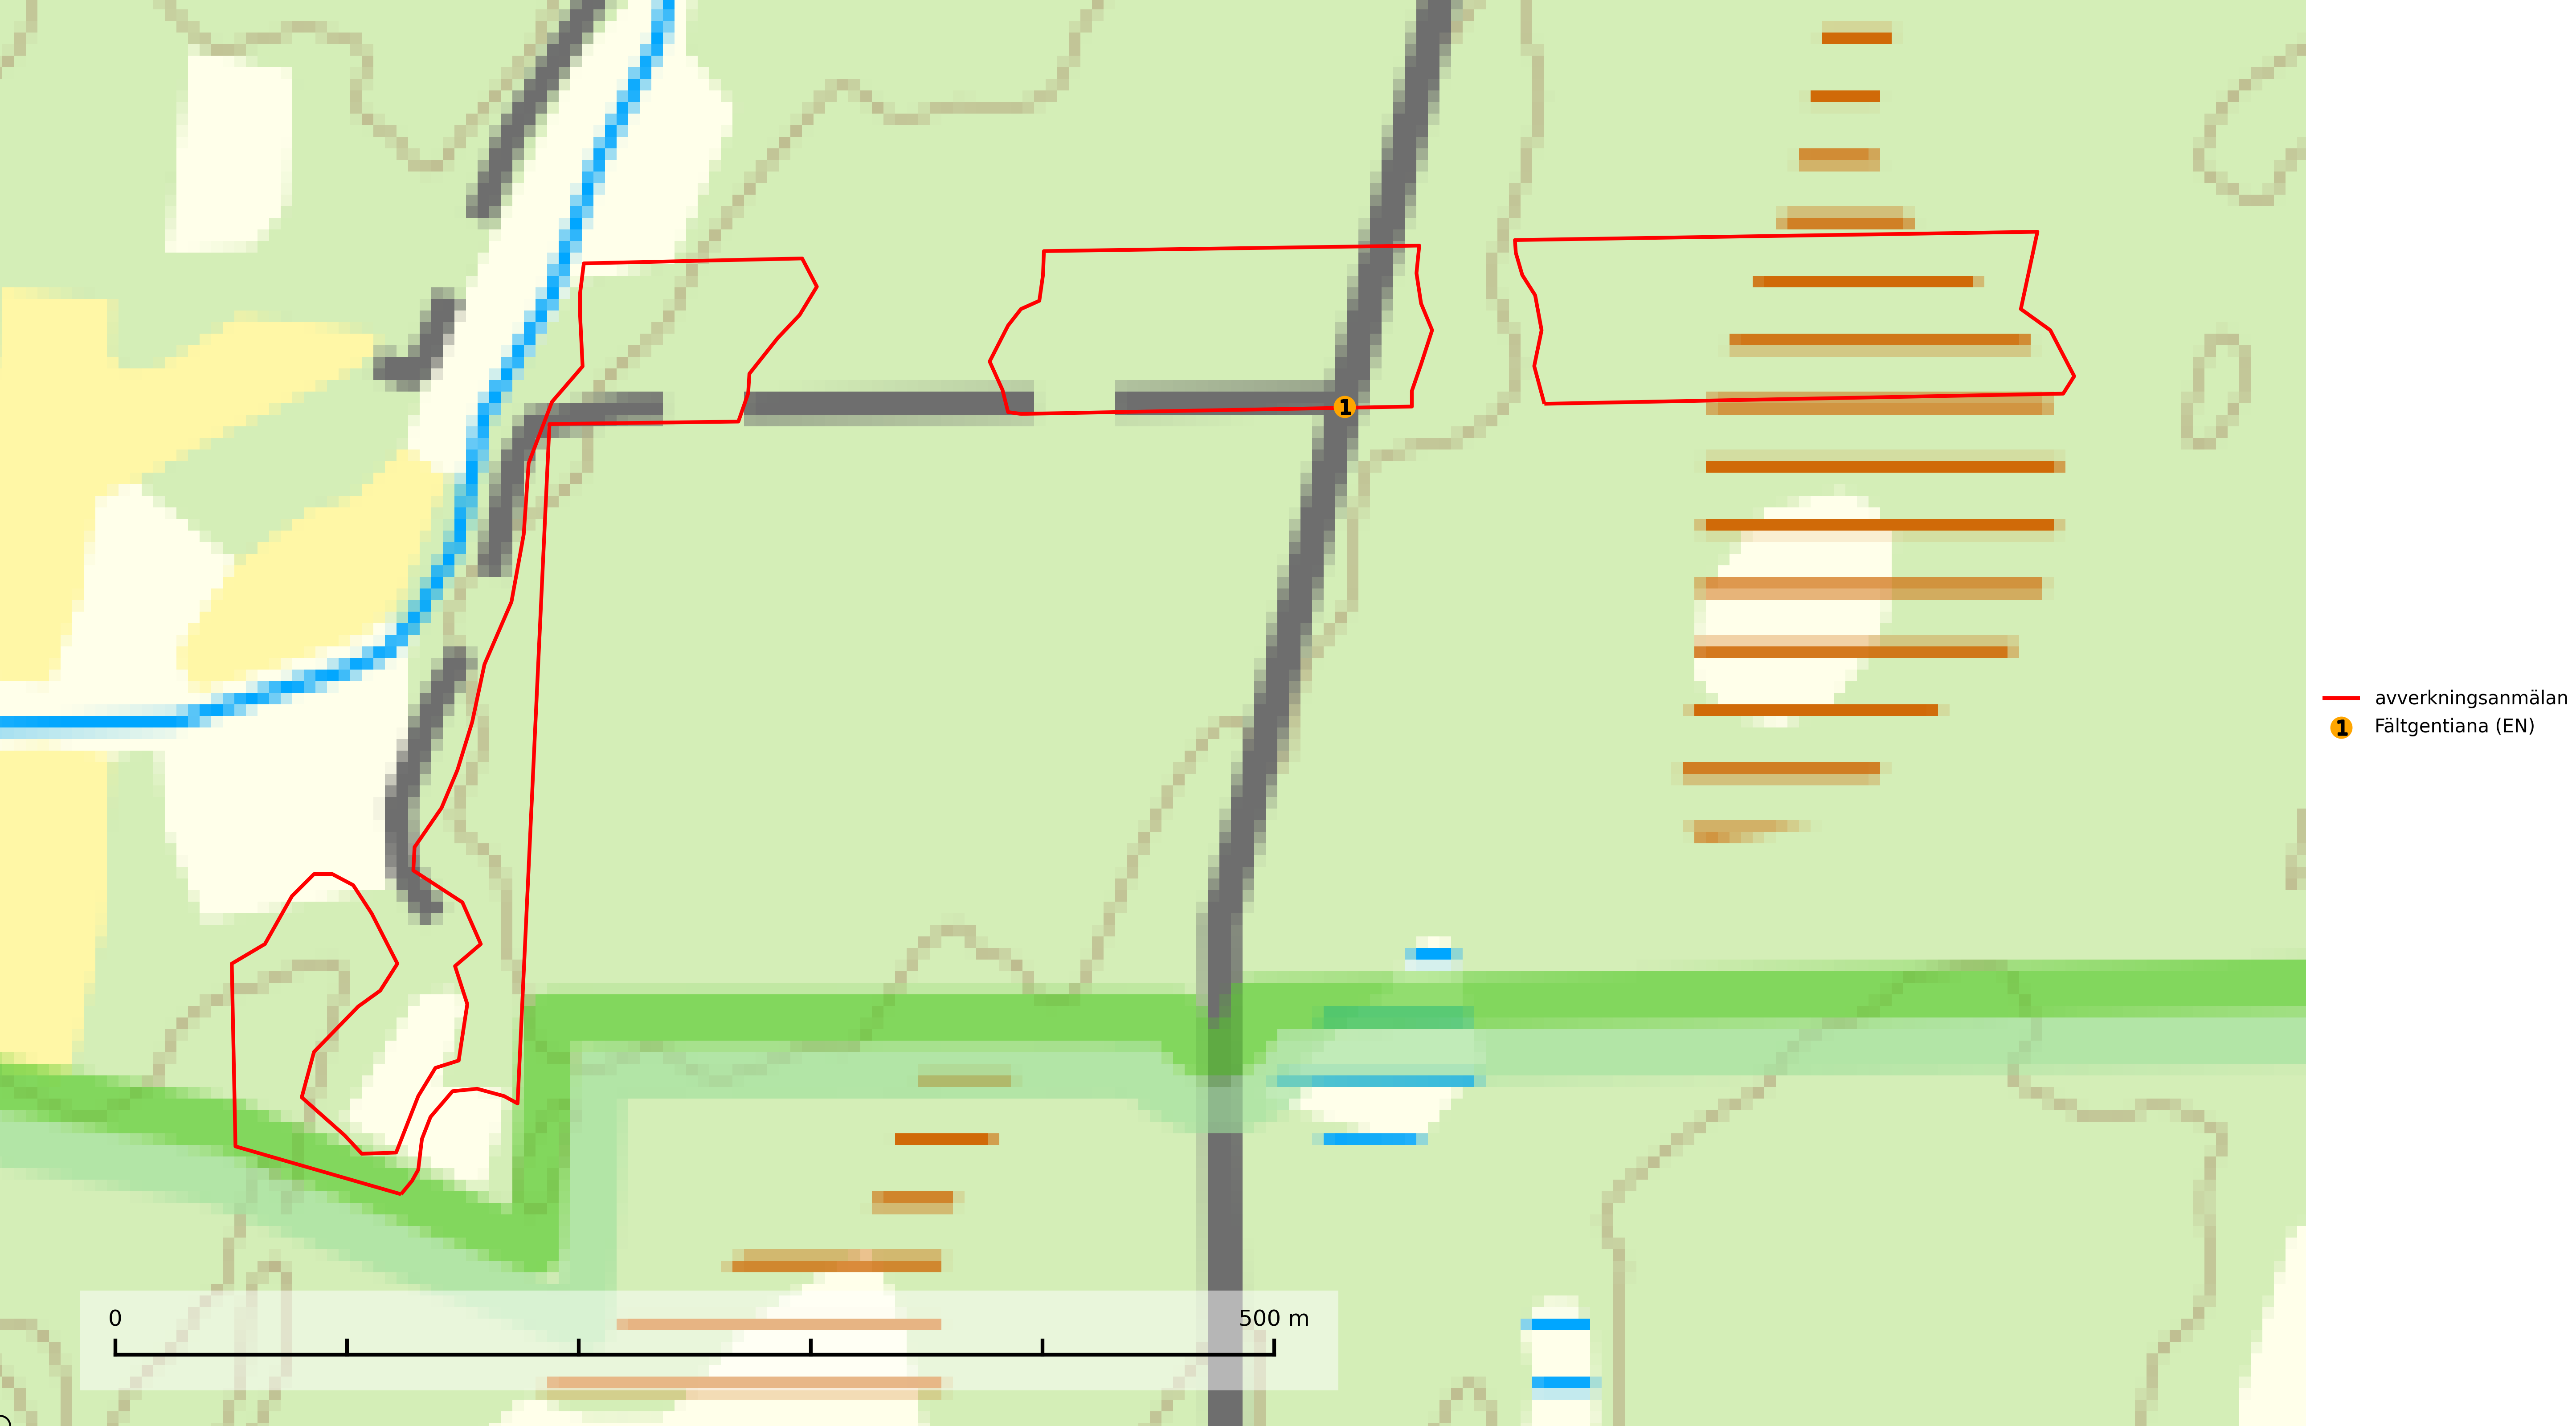 1
avverkningsanmälan
1 Fältgentiana (EN)
0 500 m